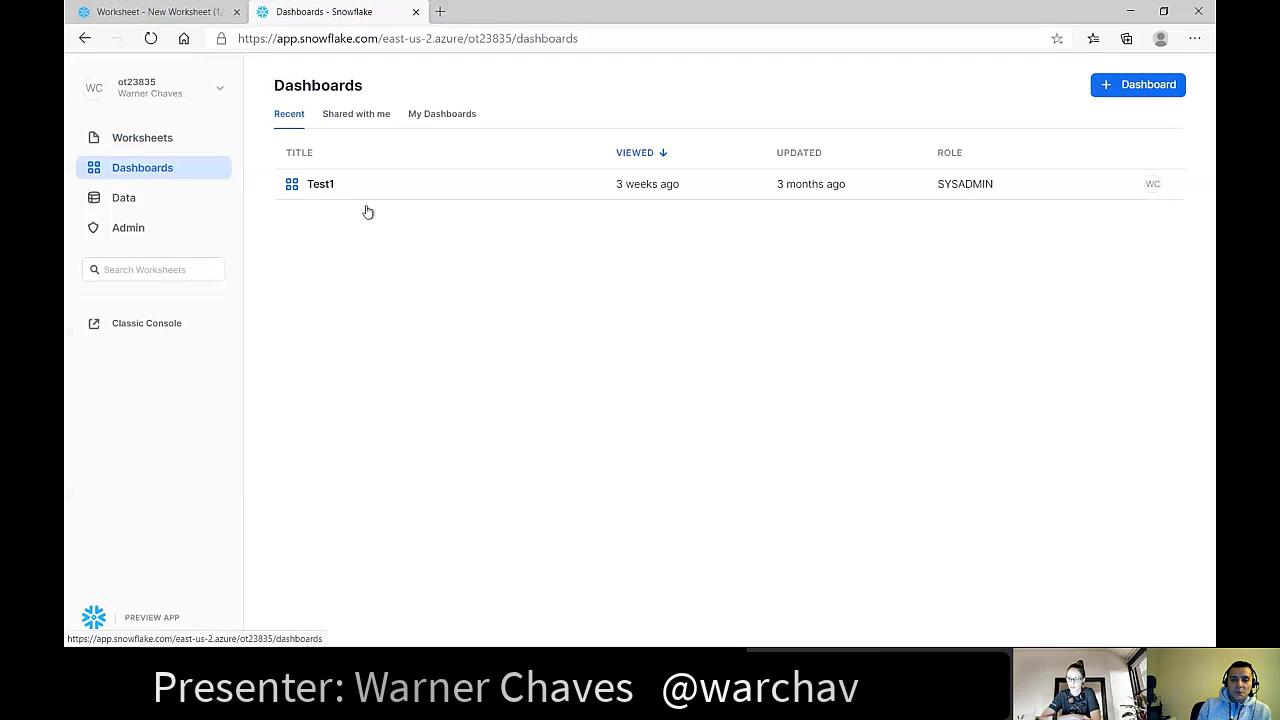 Worksheet - New Worksheet (1/
Dashboards - Snowflake
https://app.snowflake.com/east-us-2.azure/ot23835/dashboards
WC
ot23835
Warner Chaves
Worksheets
Dashboards
Data
Admin
Search Worksheets
Classic Console
PREVIEW APP
Dashboards
+ Dashboard
Recent Shared with me My Dashboards
TITLE VIEWED UPDATED ROLE
Test1 3 weeks ago 3 months ago SYSADMIN WC
https://app.snowflake.com/east-us-2.azure/ot23835/dashboards
Presenter: Warner Chaves @warchav